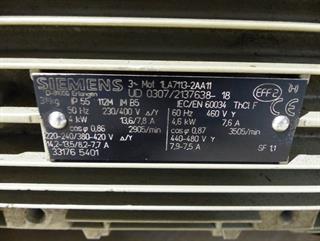 SIEMENS 3~ Mot 1LA7113-2AA11
D-91056 Erlangen UD 0307/2137638-18 EFF2
31kg IP 55 112M IM B5 IEC/EN 60034 Th.Cl.F
50 Hz 230/400 V Δ/Y 60 Hz 460 V Y
4 kW 13,6/7,8 A 4,6 kW 7,6 A
cos φ 0,86 2905/min cos φ 0,87 3505/min
220-240/380-420 V Δ/Y 440-480 V Y
14,2-13,5/8,2-7,7 A 7,9-7,5 A SF 1.1
33176 5401